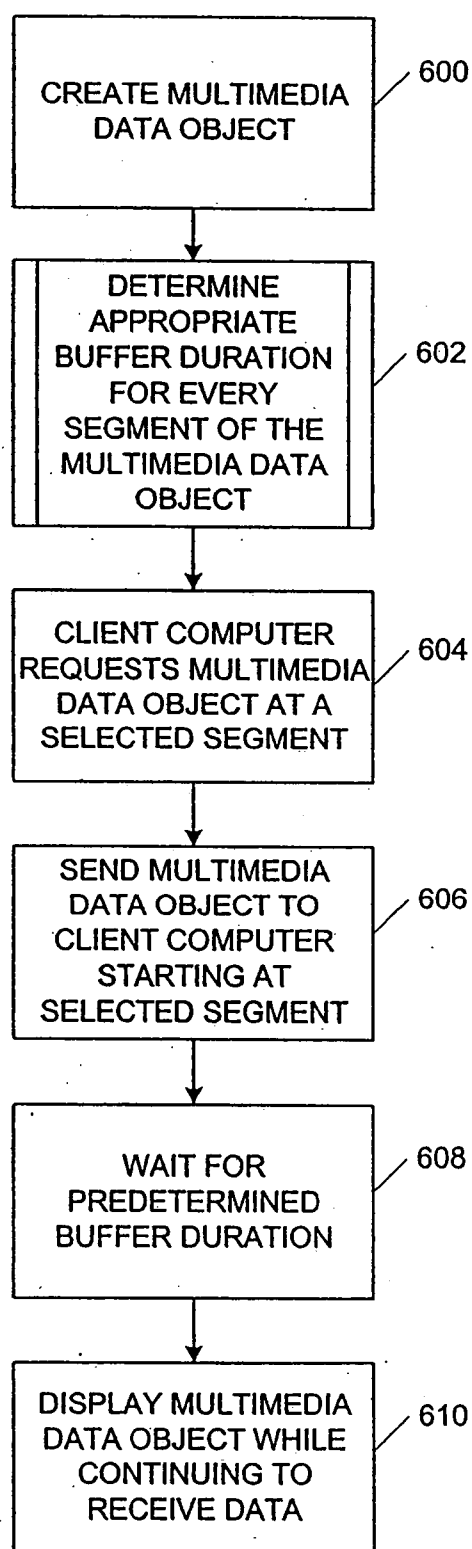 CREATE MULTIMEDIA
DATA OBJECT
600
DETERMINE
APPROPRIATE
BUFFER DURATION
FOR EVERY
SEGMENT OF THE
MULTIMEDIA DATA
OBJECT
602
CLIENT COMPUTER
REQUESTS MULTIMEDIA
DATA OBJECT AT A
SELECTED SEGMENT
604
SEND MULTIMEDIA
DATA OBJECT TO
CLIENT COMPUTER
STARTING AT
SELECTED SEGMENT
606
WAIT FOR
PREDETERMINED
BUFFER DURATION
608
DISPLAY MULTIMEDIA
DATA OBJECT WHILE
CONTINUING TO
RECEIVE DATA
610